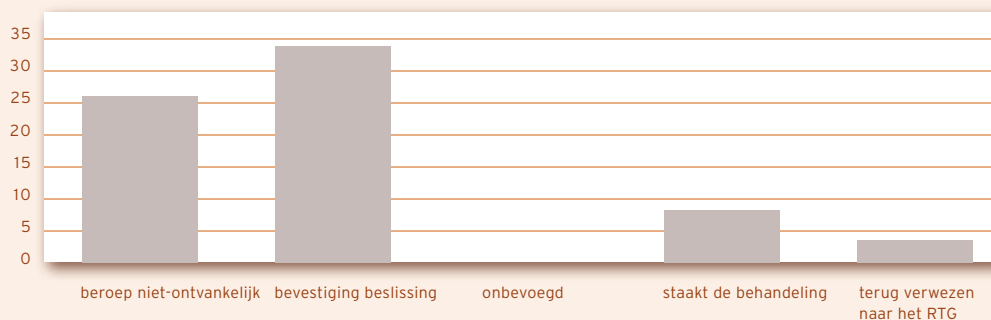 35
30
25
20
15
10
5
0
beroep niet-ontvankelijk
bevestiging beslissing
onbevoegd
staakt de behandeling
terug verwezen
naar het RTG